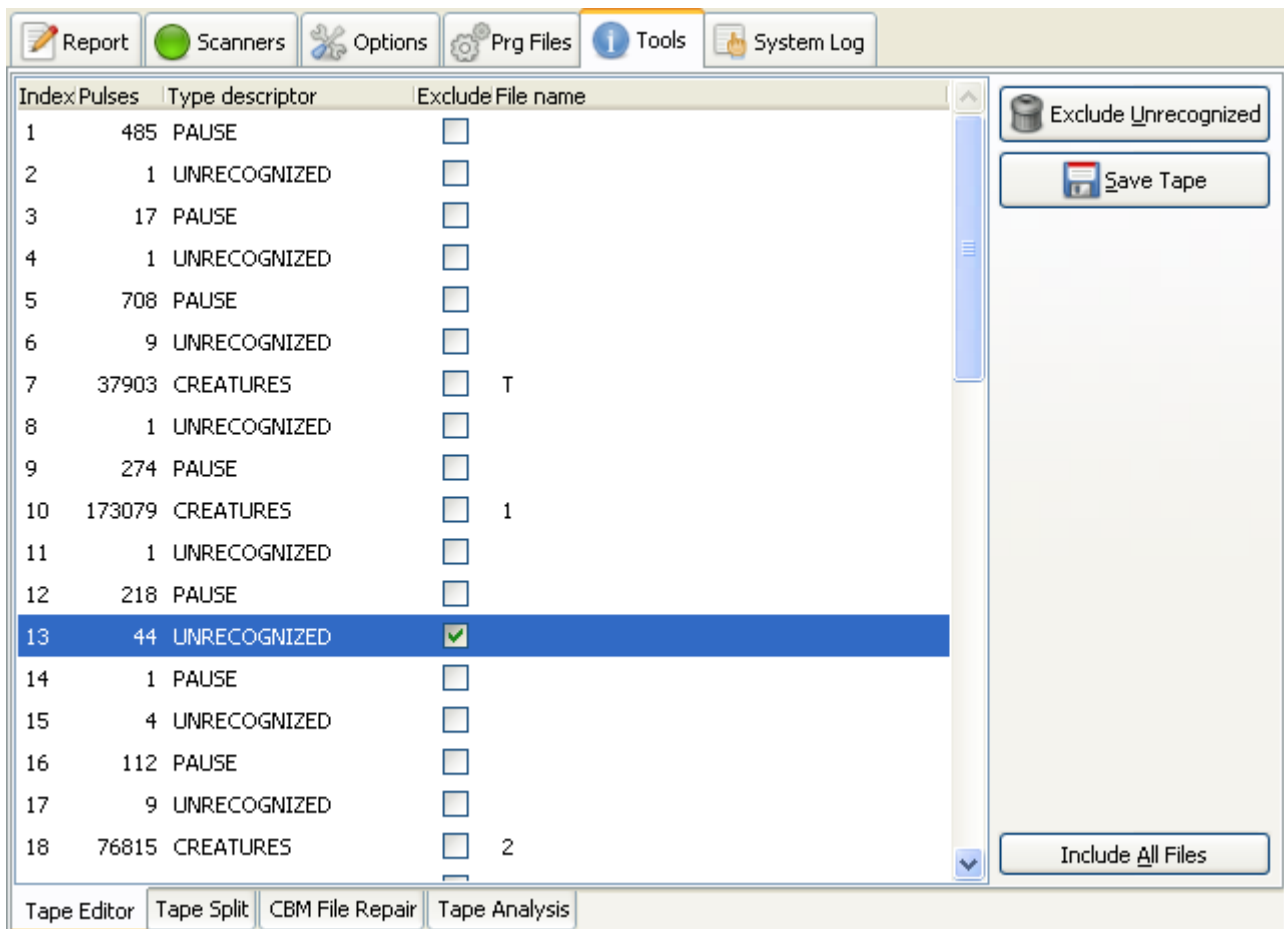 Report Scanners Options Prg Files Tools System Log
Index Pulses Type descriptor Exclude File name
1 485 PAUSE
2 1 UNRECOGNIZED
3 17 PAUSE
4 1 UNRECOGNIZED
5 708 PAUSE
6 9 UNRECOGNIZED
7 37903 CREATURES T
8 1 UNRECOGNIZED
9 274 PAUSE
10 173079 CREATURES 1
11 1 UNRECOGNIZED
12 218 PAUSE
13 44 UNRECOGNIZED
14 1 PAUSE
15 4 UNRECOGNIZED
16 112 PAUSE
17 9 UNRECOGNIZED
18 76815 CREATURES 2
Exclude Unrecognized
Save Tape
Include All Files
Tape Editor Tape Split CBM File Repair Tape Analysis